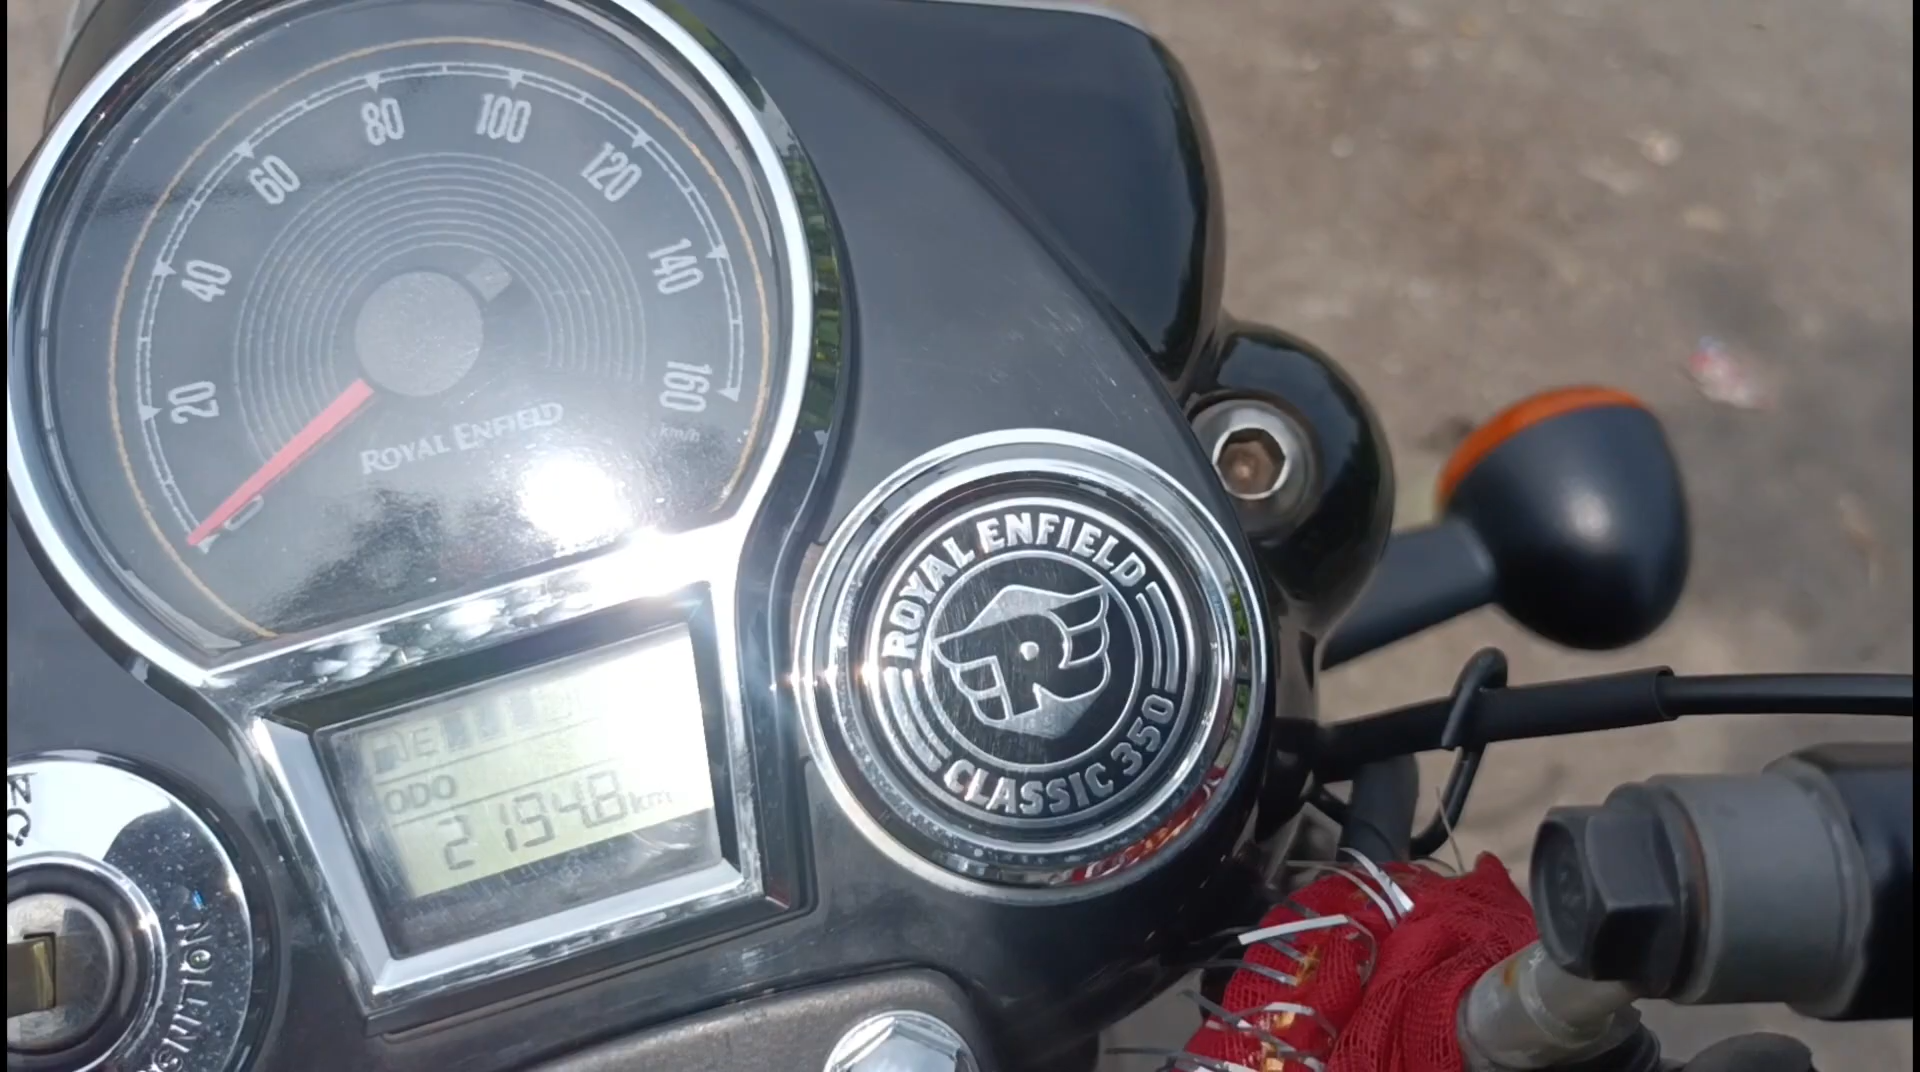 0
20
40
60
80
100
120
140
160
km/h
ROYAL ENFIELD
E
ODO
21948 km
ROYAL ENFIELD
CLASSIC 350
IGNITION